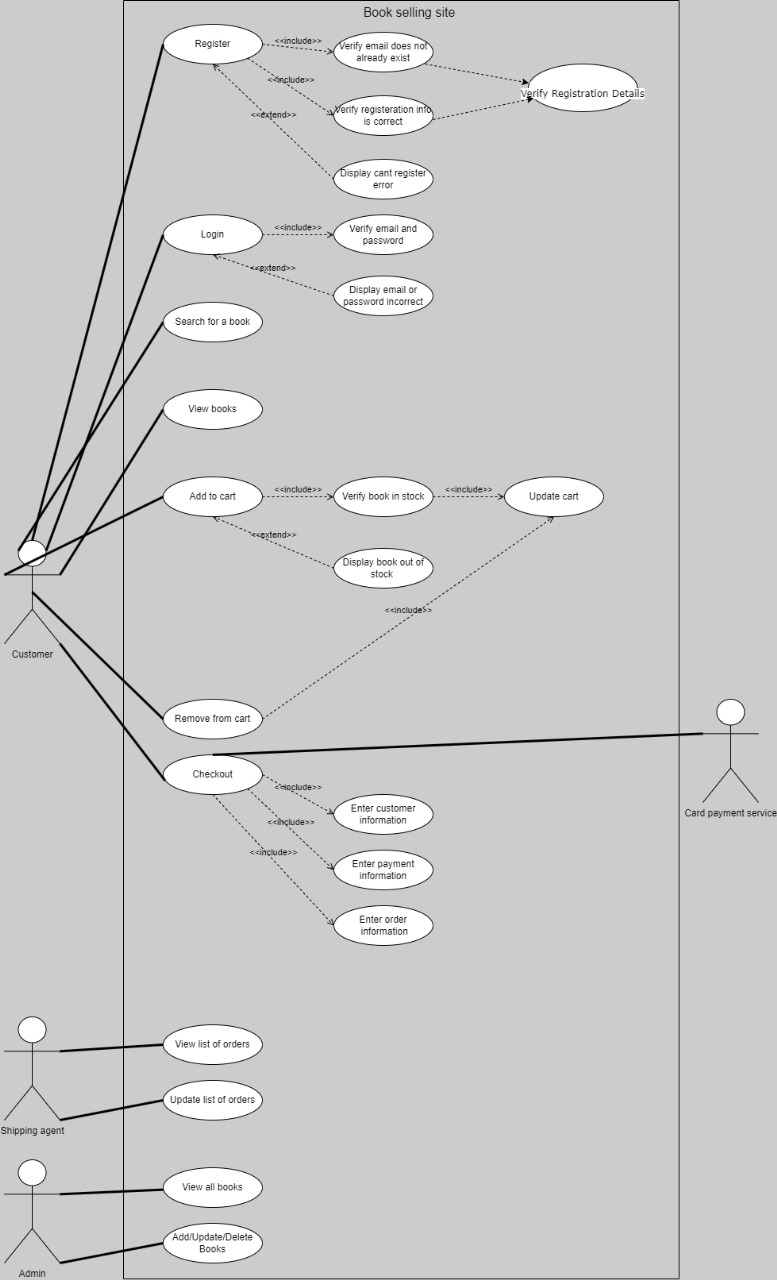 Book selling site
Register
<<include>>
Verify email does not
already exist
<<include>>
Verify Registration Details
Verify registeration info
is correct
<<extend>>
Display cant register
error
Login
<<include>>
Verify email and
password
<<extend>>
Display email or
password incorrect
Search for a book
View books
Add to cart
<<include>>
Verify book in stock
<<include>>
Update cart
<<extend>>
Display book out of
stock
<<include>>
Customer
Remove from cart
Checkout
<<include>>
Enter customer
information
Card payment service
<<include>>
<<include>>
Enter payment
information
Enter order
information
View list of orders
Update list of orders
Shipping agent
View all books
Add/Update/Delete
Books
Admin